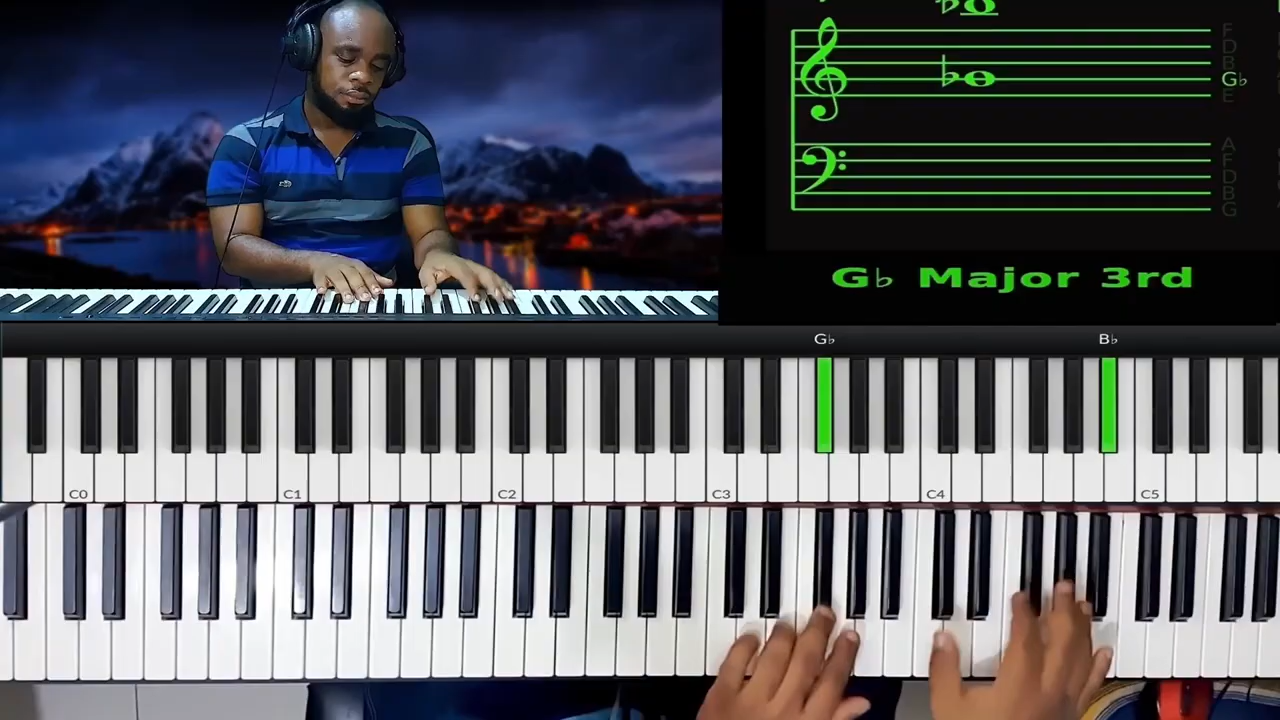 F
D
B
G♭
E
A
F
D
B
G
G♭ Major 3rd
G♭ B♭
C0 C1 C2 C3 C4 C5